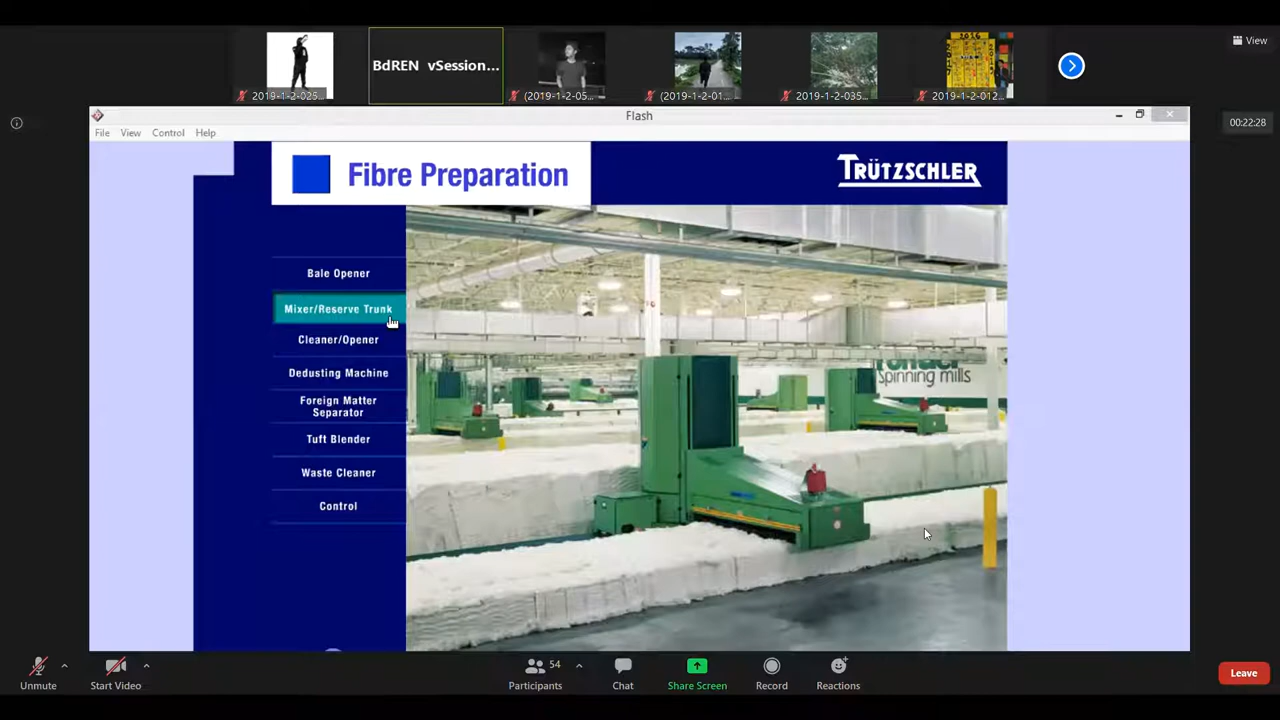 View
2019-1-2-025...
BdREN vSession...
(2019-1-2-05...
(2019-1-2-01...
2019-1-2-035...
2019-1-2-012...
Flash
File View Control Help
00:22:28
Fibre Preparation
TRÜTZSCHLER
Bale Opener
Mixer/Reserve Trunk
Cleaner/Opener
Dedusting Machine
Foreign Matter
Separator
Tuft Blender
Waste Cleaner
Control
Spinning mills
Unmute
Start Video
54
Participants
Chat
Share Screen
Record
Reactions
Leave